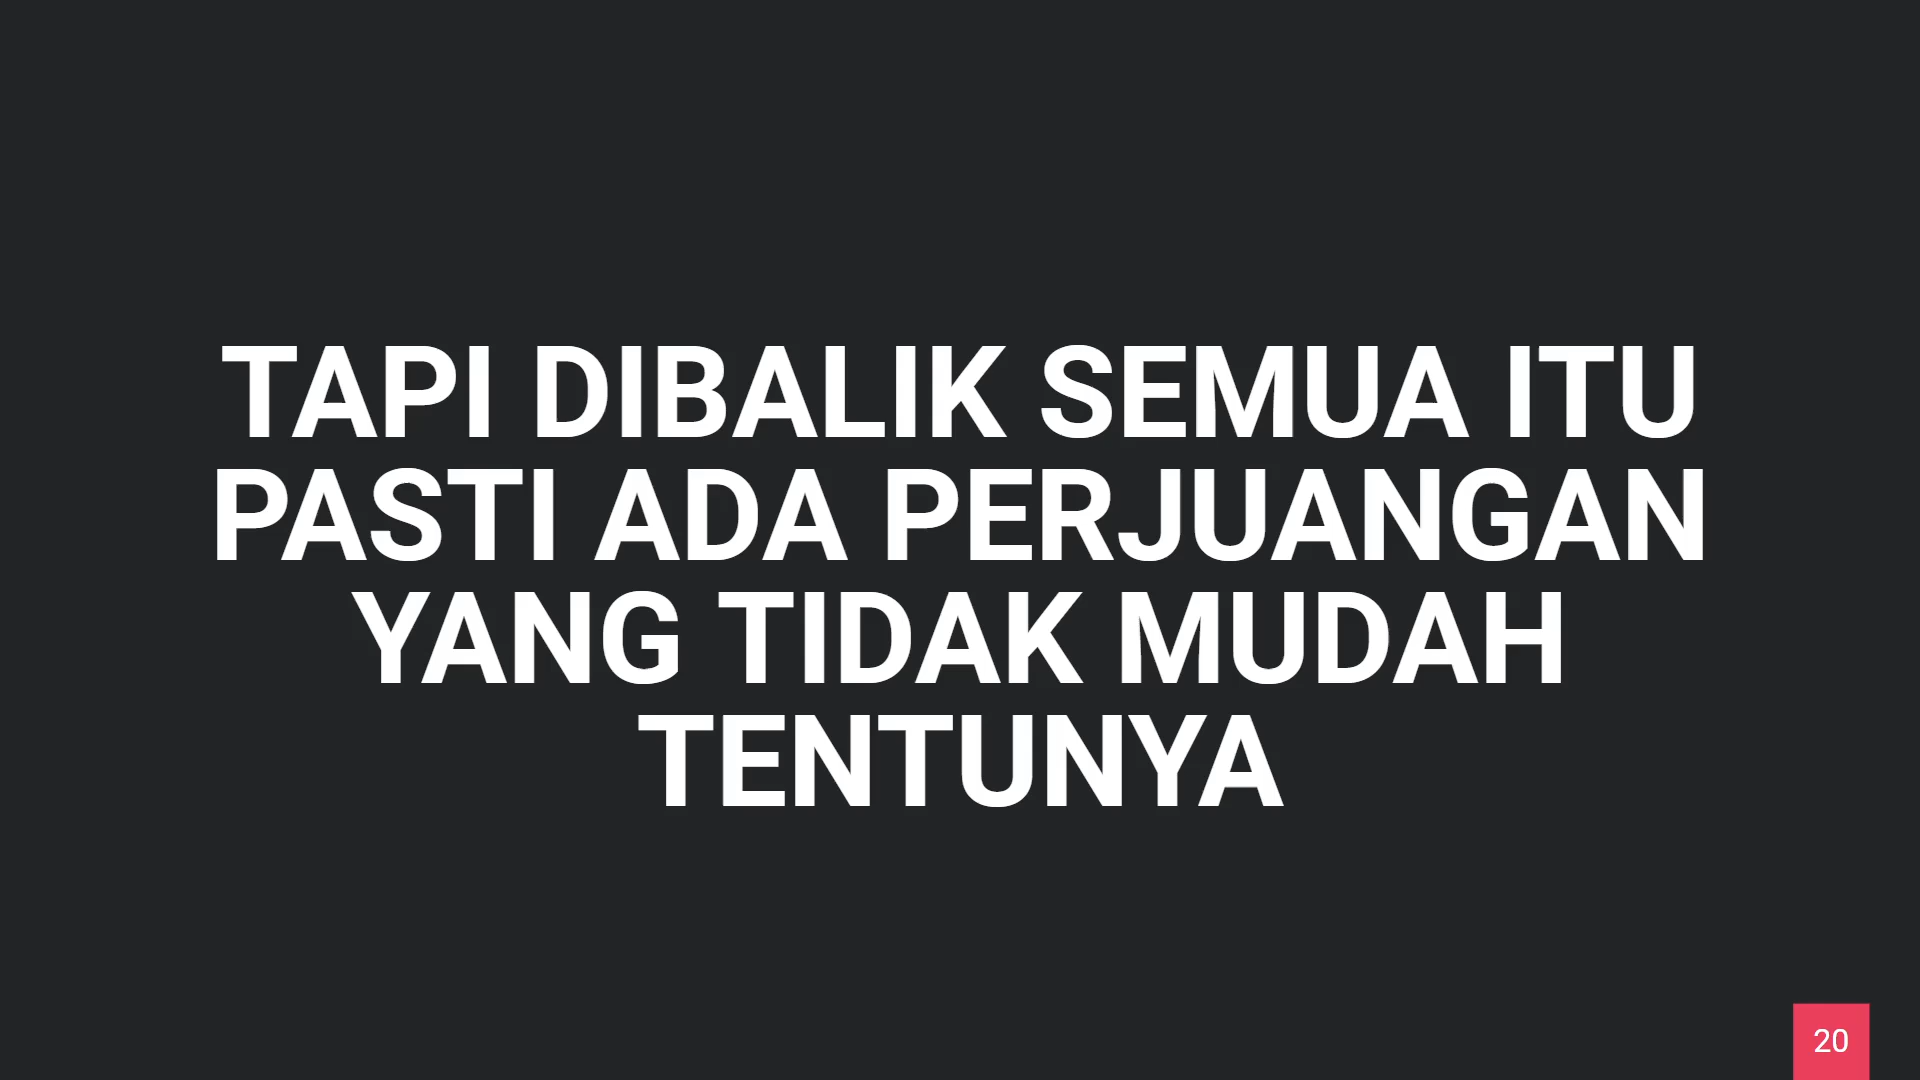 TAPI DIBALIK SEMUA ITU
PASTI ADA PERJUANGAN
YANG TIDAK MUDAH
TENTUNYA
20